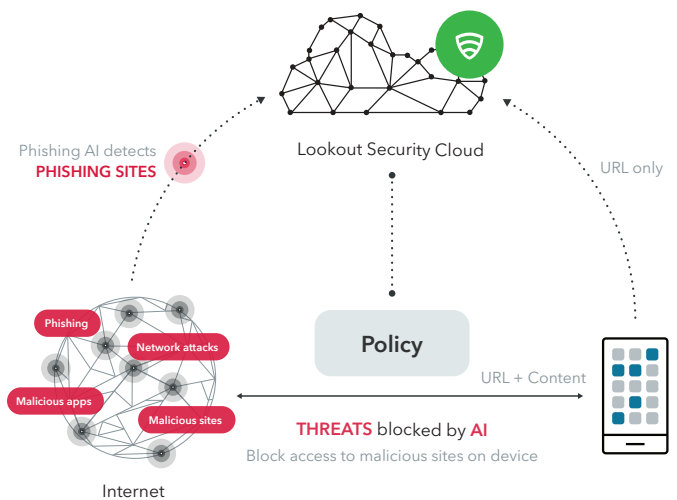 Lookout Security Cloud
Phishing AI detects
PHISHING SITES
URL only
Phishing
Network attacks
Malicious apps
Malicious sites
Internet
Policy
URL + Content
THREATS blocked by AI
Block access to malicious sites on device